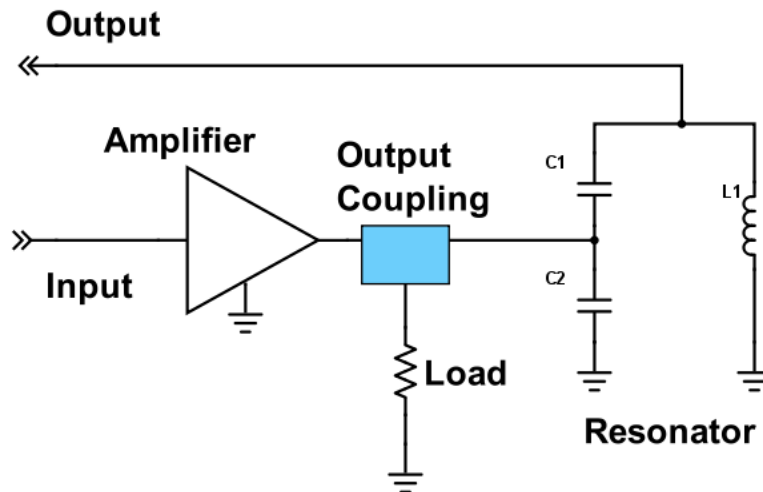 Output
Amplifier
Output
Coupling
C1
L1
C2
Input
Load
Resonator